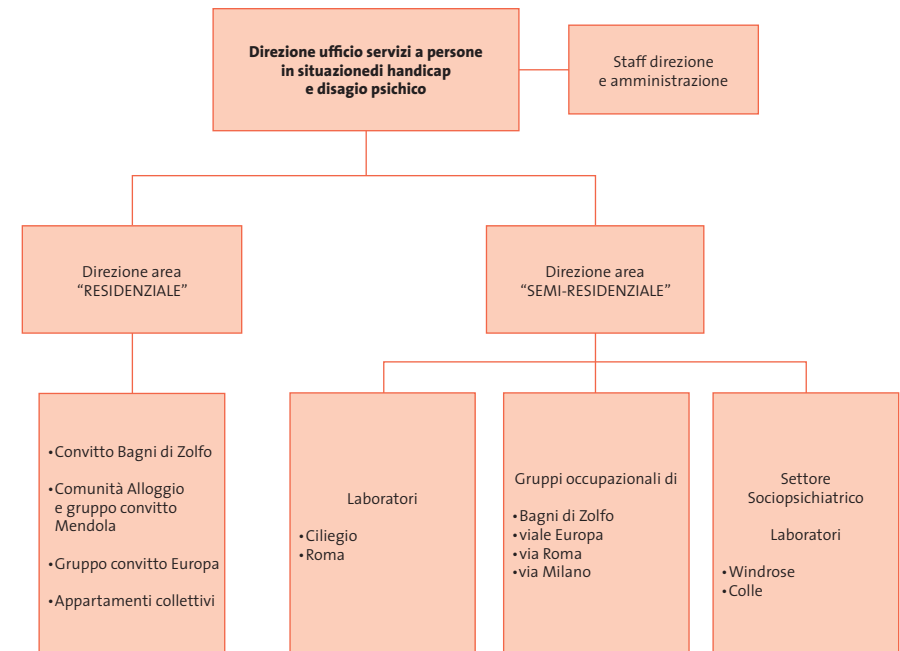 Direzione ufficio servizi a persone
in situazionedi handicap
e disagio psichico
Staff direzione
e amministrazione
Direzione area
“RESIDENZIALE”
Direzione area
“SEMI-RESIDENZIALE”
•Convitto Bagni di Zolfo
•Comunità Alloggio
e gruppo convitto
Mendola
•Gruppo convitto Europa
•Appartamenti collettivi
Laboratori
•Ciliegio
•Roma
Gruppi occupazionali di
•Bagni di Zolfo
•viale Europa
•via Roma
•via Milano
Settore
Sociopsichiatrico
Laboratori
•Windrose
•Colle